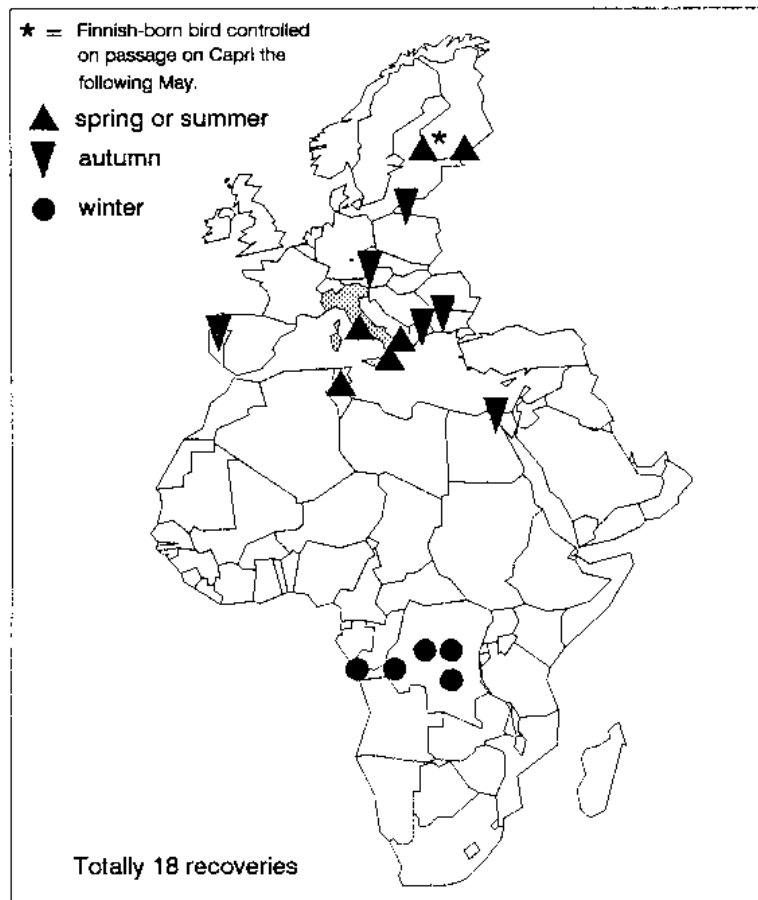 * = Finnish-born bird controlled
on passage on Capri the
following May.
spring or summer
autumn
winter
*
Totally 18 recoveries